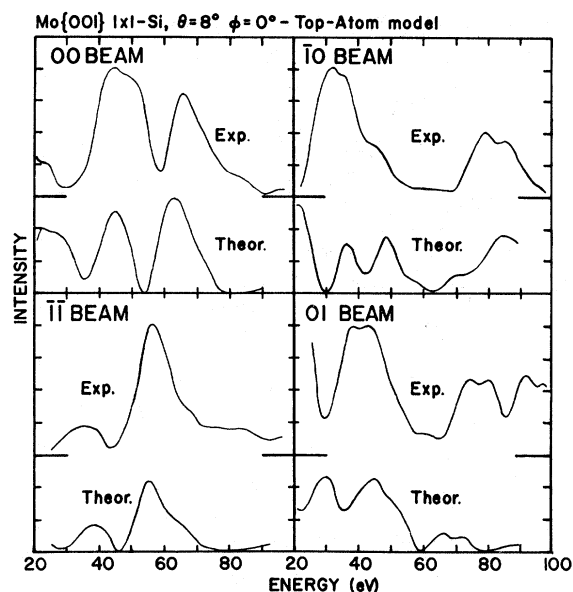 Mo{001} 1x1-Si, θ=8° ϕ=0° - Top-Atom model
00 BEAM
Exp.
Theor.
1̅0 BEAM
Exp.
Theor.
1̅1̅ BEAM
Exp.
Theor.
01 BEAM
Exp.
Theor.
INTENSITY
20 40 60 80 20 40 60 80 100
ENERGY (eV)